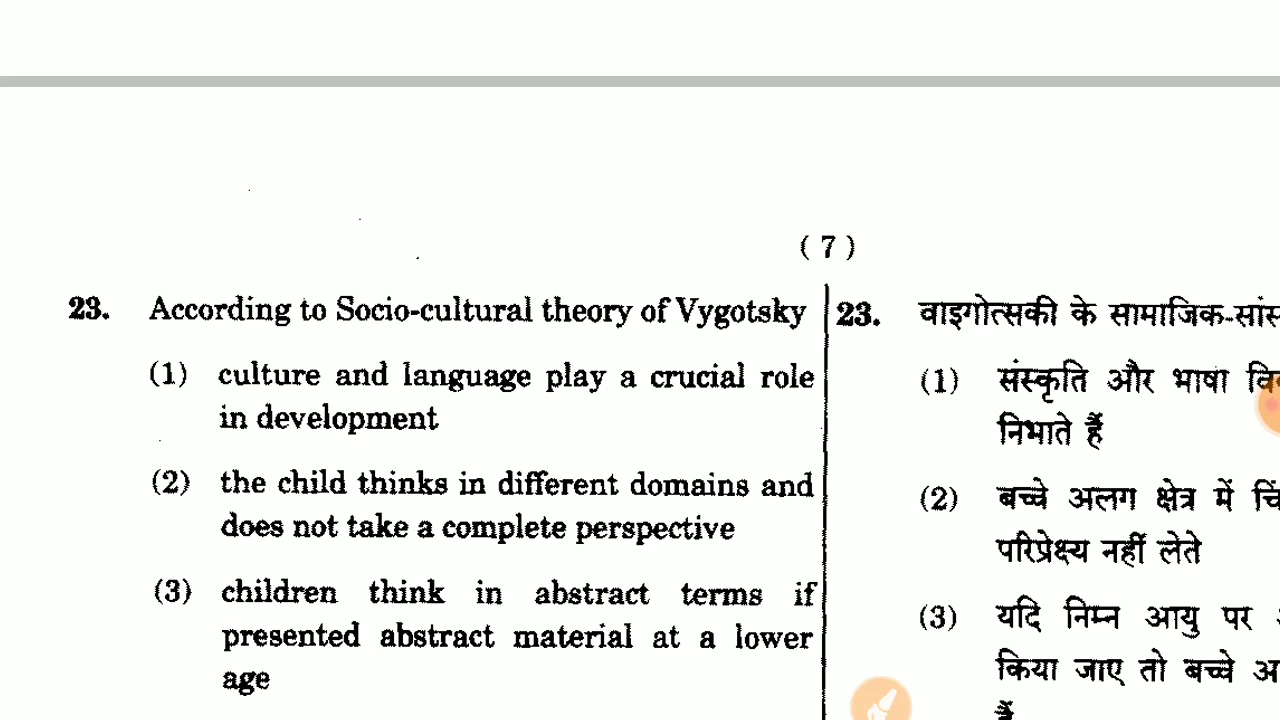 ( 7 )
23. According to Socio-cultural theory of Vygotsky
(1) culture and language play a crucial role
in development
(2) the child thinks in different domains and
does not take a complete perspective
(3) children think in abstract terms if
presented abstract material at a lower
age
23. वाइगोत्सकी के सामाजिक-सांस
(1) संस्कृति और भाषा
निभाते हैं
(2) बच्चे अलग क्षेत्र में चिं
परिप्रेक्ष्य नहीं लेते
(3) यदि निम्न आयु पर
किया जाए तो बच्चे अ
हैं